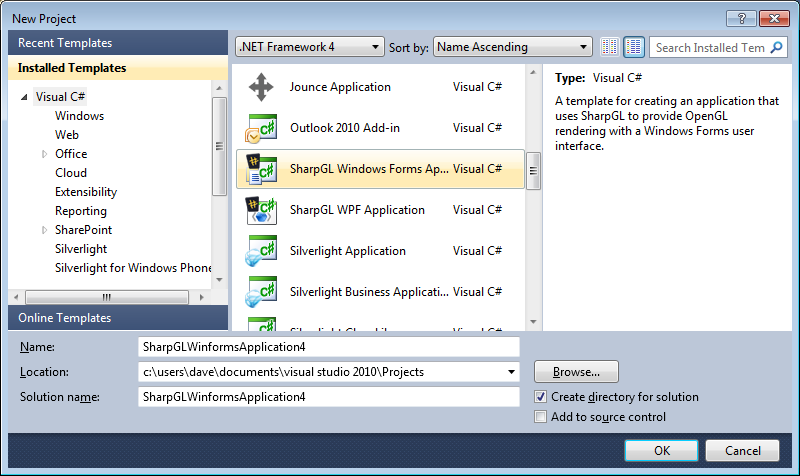 New Project
Recent Templates
.NET Framework 4
Sort by:
Name Ascending
Search Installed Tem
Installed Templates
Visual C#
Windows
Web
Office
Cloud
Extensibility
Reporting
SharePoint
Silverlight
Silverlight for Windows Phone
Online Templates
Jounce Application Visual C#
Outlook 2010 Add-in Visual C#
SharpGL Windows Forms Ap... Visual C#
SharpGL WPF Application Visual C#
Silverlight Application Visual C#
Silverlight Business Applicati... Visual C#
Type: Visual C#
A template for creating an application that
uses SharpGL to provide OpenGL
rendering with a Windows Forms user
interface.
Name: SharpGLWinformsApplication4
Location: c:\users\dave\documents\visual studio 2010\Projects
Browse...
Solution name: SharpGLWinformsApplication4
Create directory for solution
Add to source control
OK
Cancel